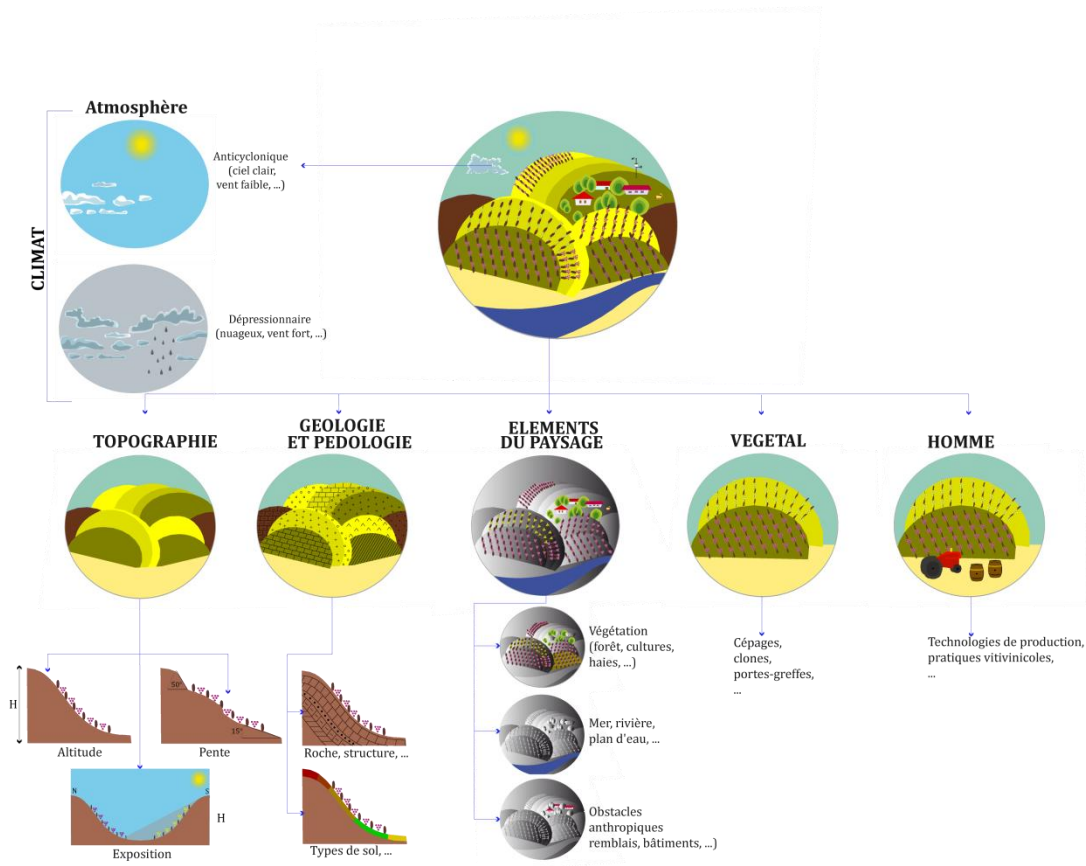 Atmosphère
CLIMAT
Anticyclonique
(ciel clair,
vent faible, ...)
Dépressionnaire
(nuageux, vent fort, ...)
TOPOGRAPHIE
GEOLOGIE
ET PEDOLOGIE
ELEMENTS
DU PAYSAGE
VEGETAL
HOMME
H
Altitude
50°
15°
Pente
N
S
H
Exposition
Roche, structure, ...
Types de sol, ...
Végétation
(forêt, cultures,
haies, ...)
Mer, rivière,
plan d'eau, ...
Obstacles
anthropiques
remblais, bâtiments, ...)
Cépages,
clones,
portes-greffes,
...
Technologies de production,
pratiques vitivinicoles,
...